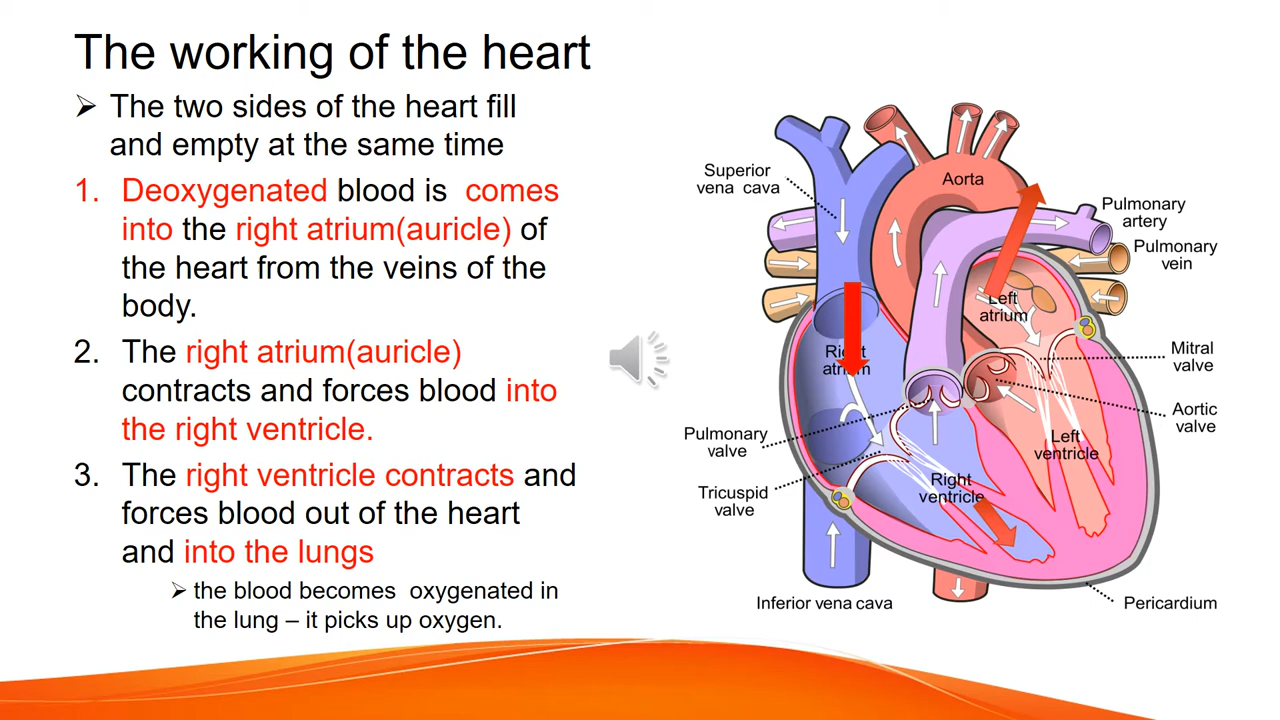 The working of the heart
➢ The two sides of the heart fill
and empty at the same time
1. Deoxygenated blood is  comes
into the right atrium(auricle) of
the heart from the veins of the
body.
2. The right atrium(auricle)
contracts and forces blood into
the right ventricle.
3. The right ventricle contracts and
forces blood out of the heart
and into the lungs
➢ the blood becomes  oxygenated in
the lung – it picks up oxygen.
Superior
vena cava
Aorta
Pulmonary
artery
Pulmonary
vein
Left
atrium
Right
atrium
Mitral
valve
Aortic
valve
Pulmonary
valve
Left
ventricle
Tricuspid
valve
Right
ventricle
Inferior vena cava
Pericardium